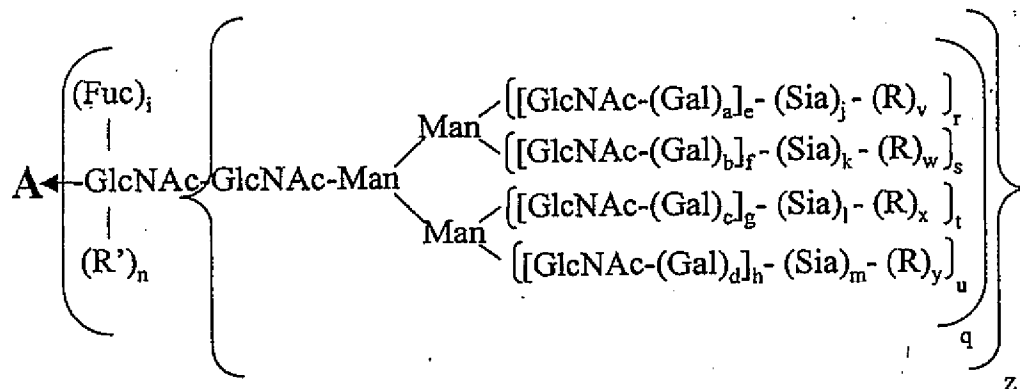 (Fuc)i
{[GlcNAc-(Gal)a]e- (Sia)j- (R)v }r
Man
{[GlcNAc-(Gal)b]f- (Sia)k- (R)w }s
A GlcNAc-GlcNAc-Man
{[GlcNAc-(Gal)c]g- (Sia)l- (R)x }t
Man
(R')n
{[GlcNAc-(Gal)d]h- (Sia)m- (R)y }u
q
z